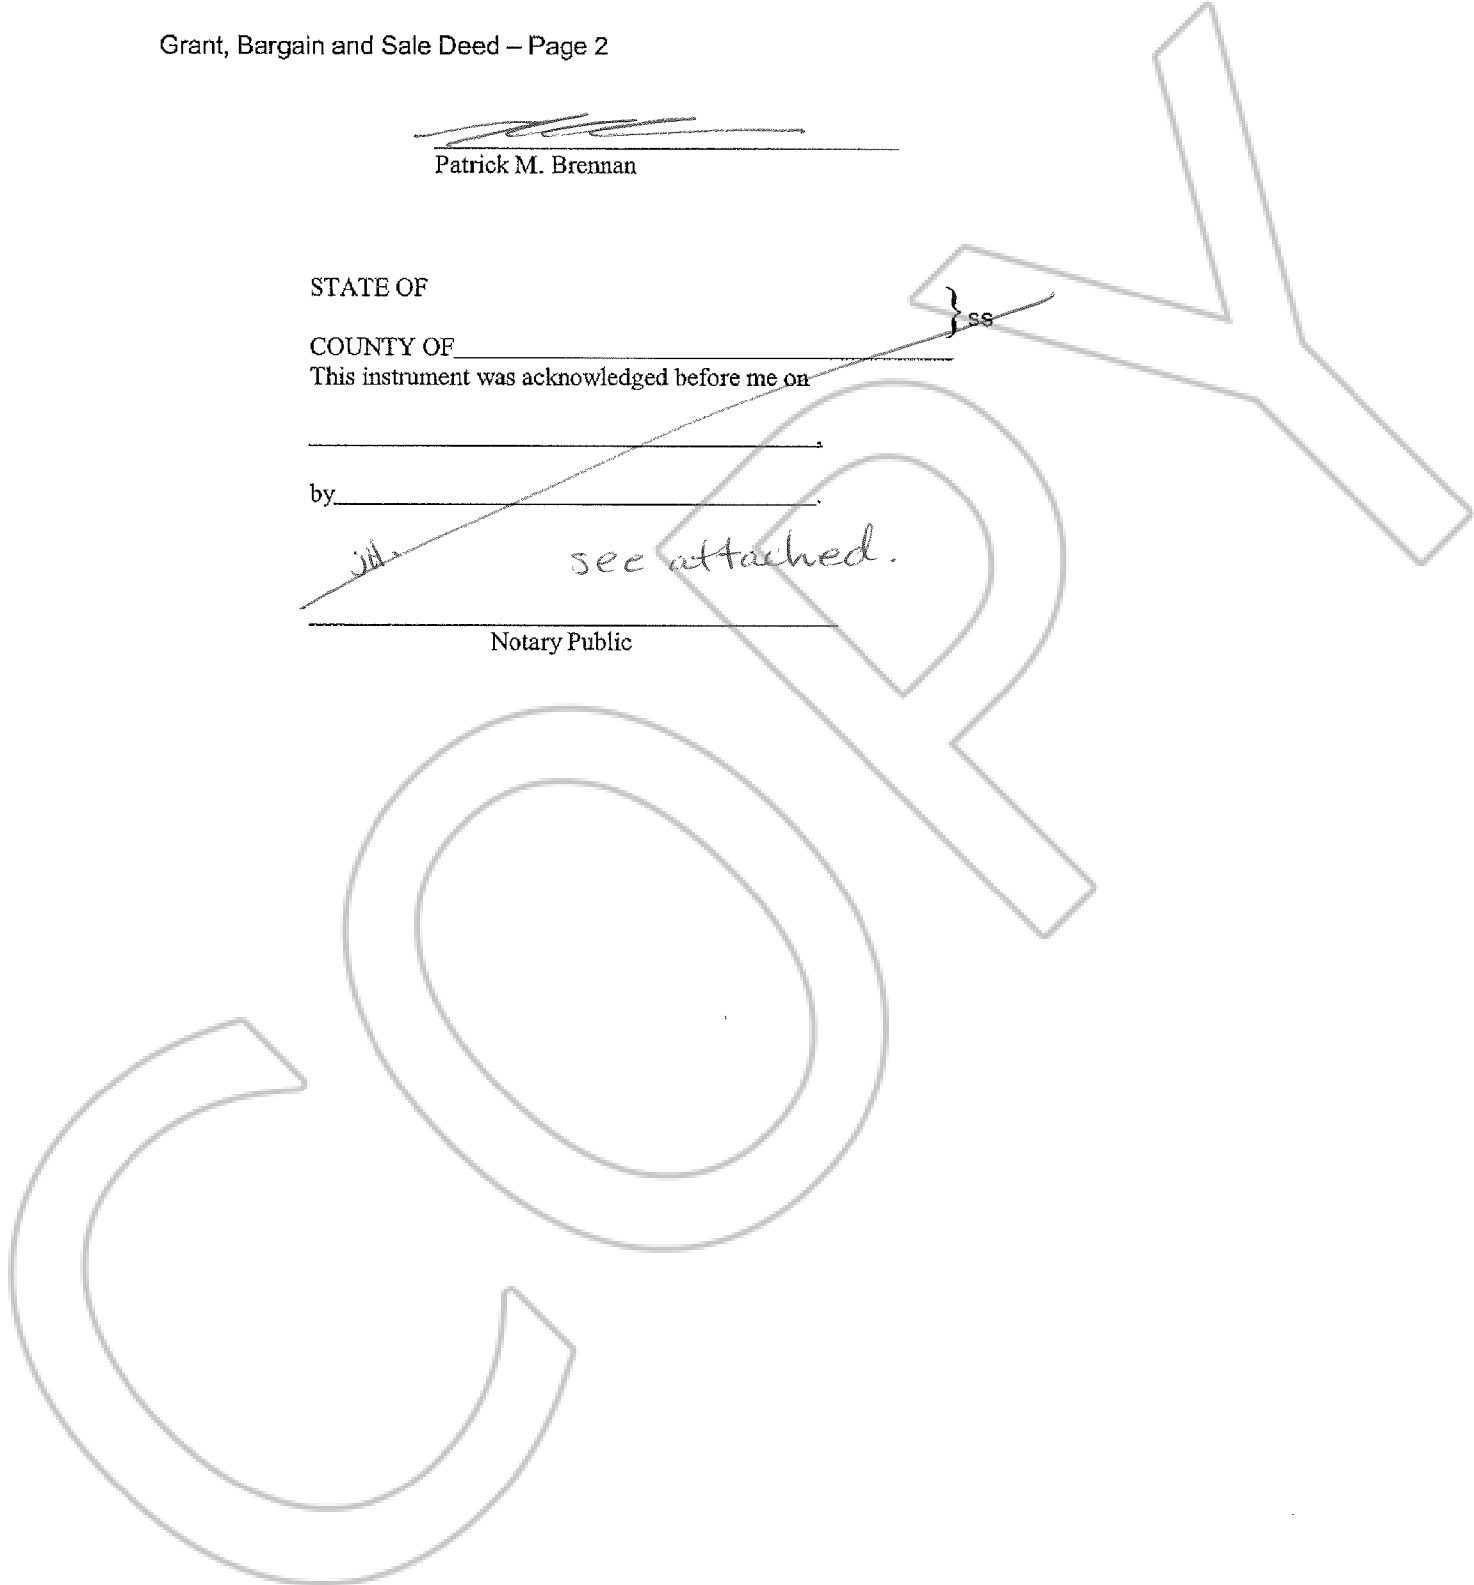 Grant, Bargain and Sale Deed – Page 2
Patrick M. Brennan
STATE OF
} ss
COUNTY OF
This instrument was acknowledged before me on
.
by .
see attached.
Notary Public
COPY